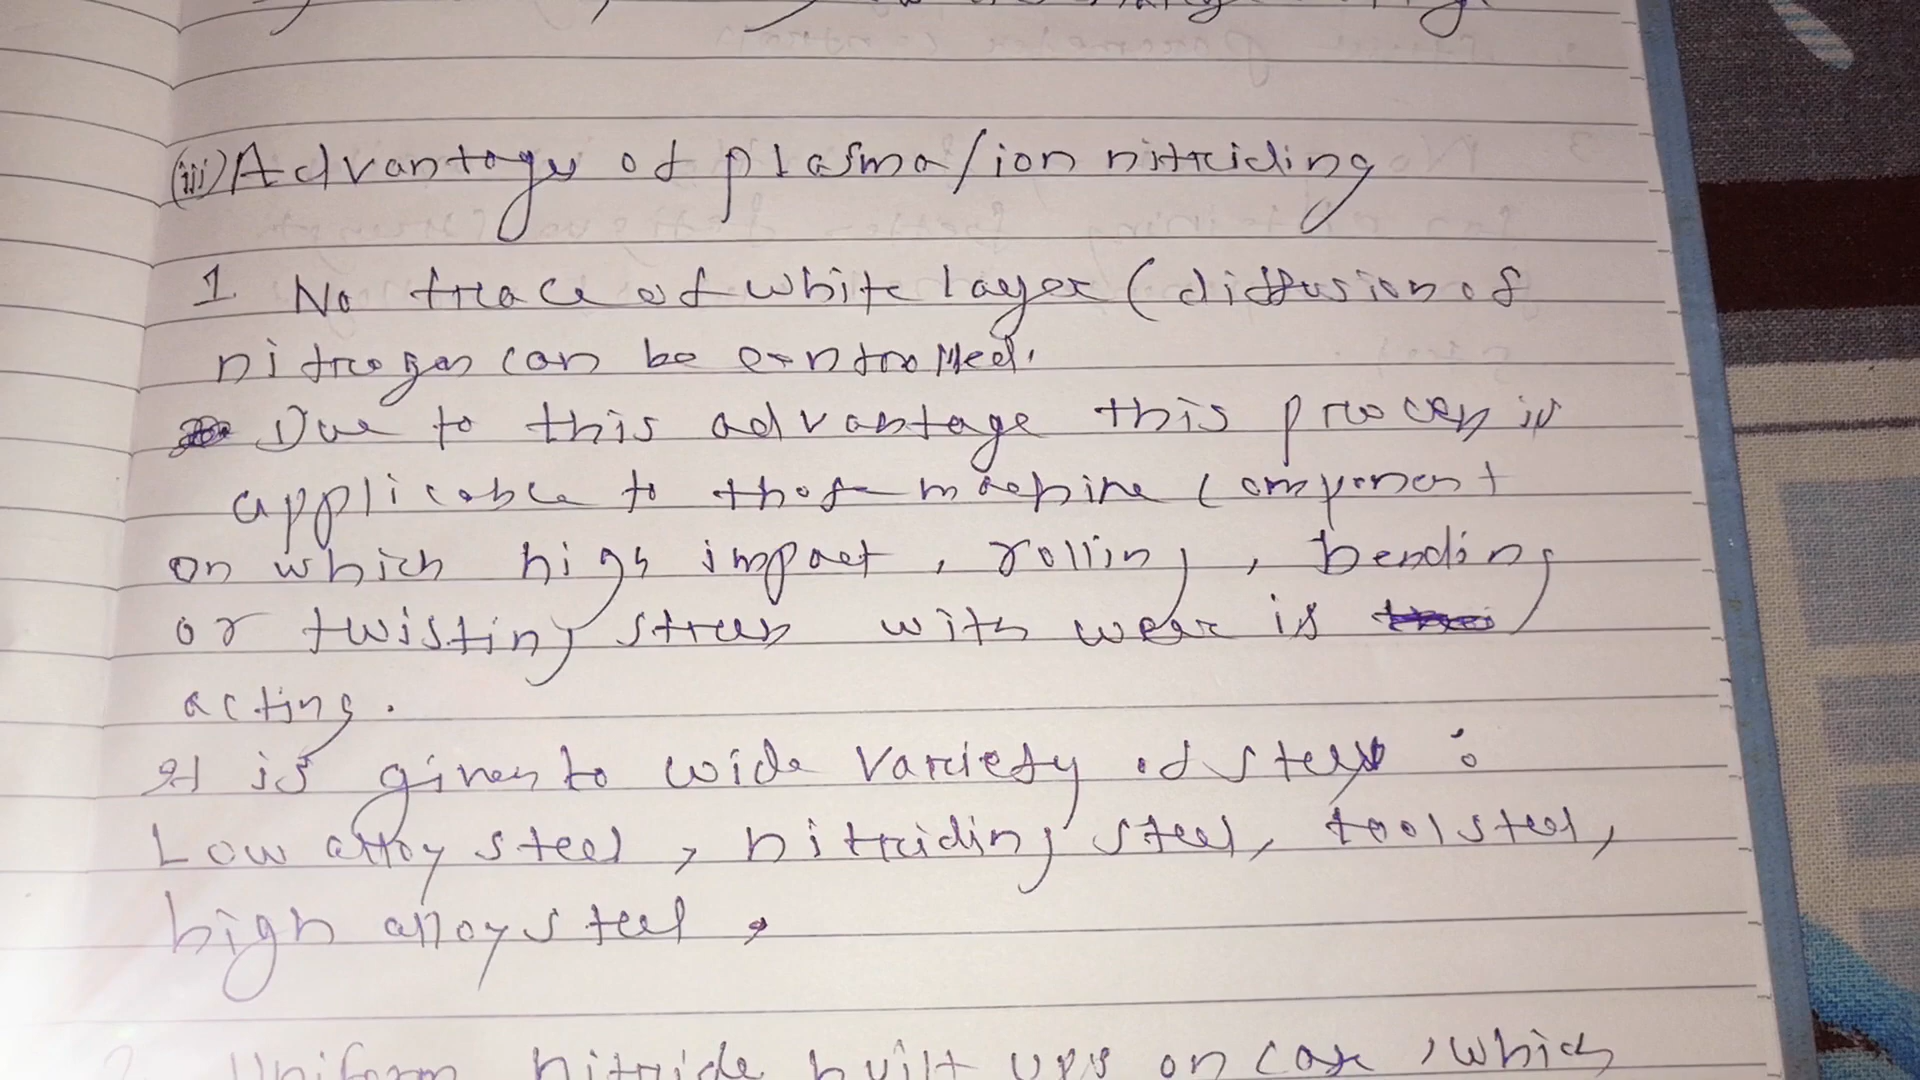 (iii) Advantages of plasma/ion nitriding
1 No trace of white layer (diffusion of
nitrogen can be controlled.
Due to this advantage this process is
applicable to those machine component
on which high impact, rolling, bending
or twisting stress with wear is
acting.
It is given to wide variety of steels :
Low alloy steel, nitriding steel, tool steel,
high alloy steel,
2 Uniform nitride built ups on case, which